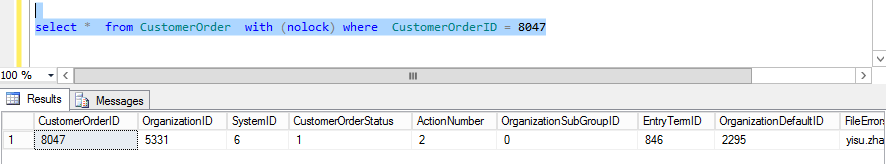 select *  from CustomerOrder  with (nolock) where  CustomerOrderID = 8047
100 %
Results Messages
CustomerOrderID OrganizationID SystemID CustomerOrderStatus ActionNumber OrganizationSubGroupID EntryTermID OrganizationDefaultID FileErrors
1 8047 5331 6 1 2 0 846 2295 yisu.zha